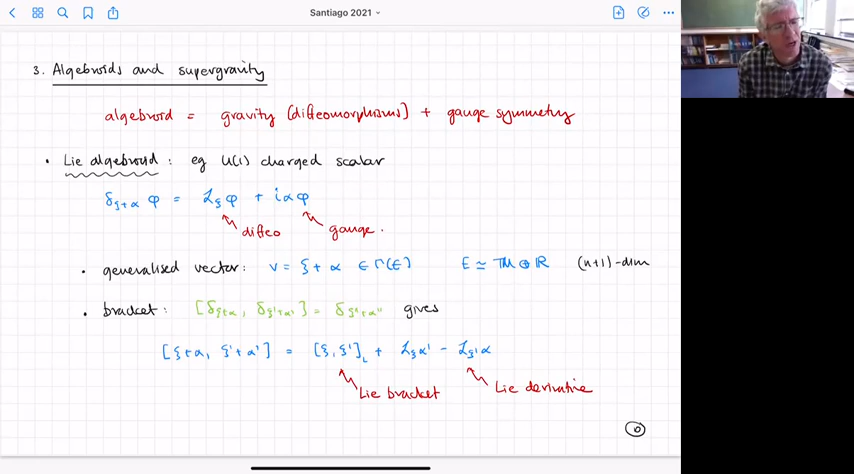 Santiago 2021
3. Algebroids and supergravity
algebroid = gravity (diffeomorphisms) + gauge symmetry
• Lie algebroid : eg U(1) charged scalar
δ_{ξ+α} φ = ℒ_ξ φ + iαφ
diffeo
gauge.
• generalised vector: v = ξ + α ∈ Γ(E) E ≃ TM ⊕ ℝ (n+1)-dim
• bracket: [δ_{ξ+α}, δ_{ξ'+α'}] = δ_{ξ''+α''} gives
[ξ+α, ξ'+α'] = [ξ, ξ']_L + ℒ_ξ α' - ℒ_ξ' α
Lie bracket
Lie derivative